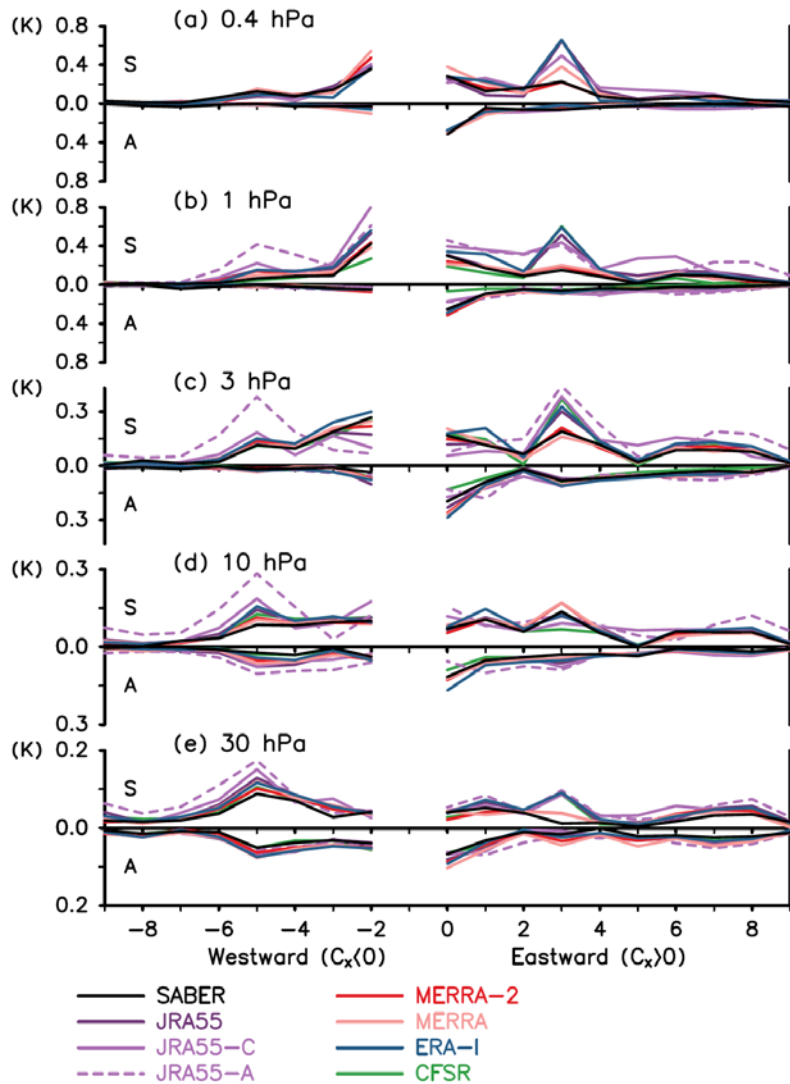 (K) 0.8 (a) 0.4 hPa
S
0.4
0.0
A
0.4
0.8
(K) 0.8 (b) 1 hPa
S
0.4
0.0
A
0.4
0.8
(K) (c) 3 hPa
0.3
S
0.0
A
0.3
(K) 0.3 (d) 10 hPa
S
0.0
A
0.3
(K) 0.2 (e) 30 hPa
S
0.0
A
0.2
-8 -6 -4 -2 0 2 4 6 8
Westward (Cx<0) Eastward (Cx>0)
SABER MERRA-2
JRA55 MERRA
JRA55-C ERA-I
JRA55-A CFSR